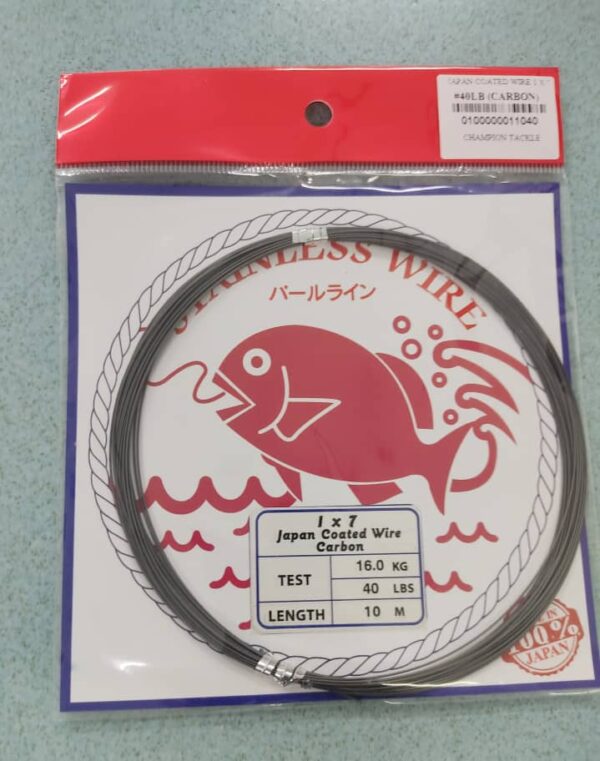 JAPAN COATED WIRE 1 X 7
#40LB (CARBON)
0100000011040
CHAMPION TACKLE
STAINLESS WIRE
パールライン
1 x 7
Japan Coated Wire
Carbon
TEST
16.0 KG
40 LBS
LENGTH
10 M
IN
100%
JAPAN